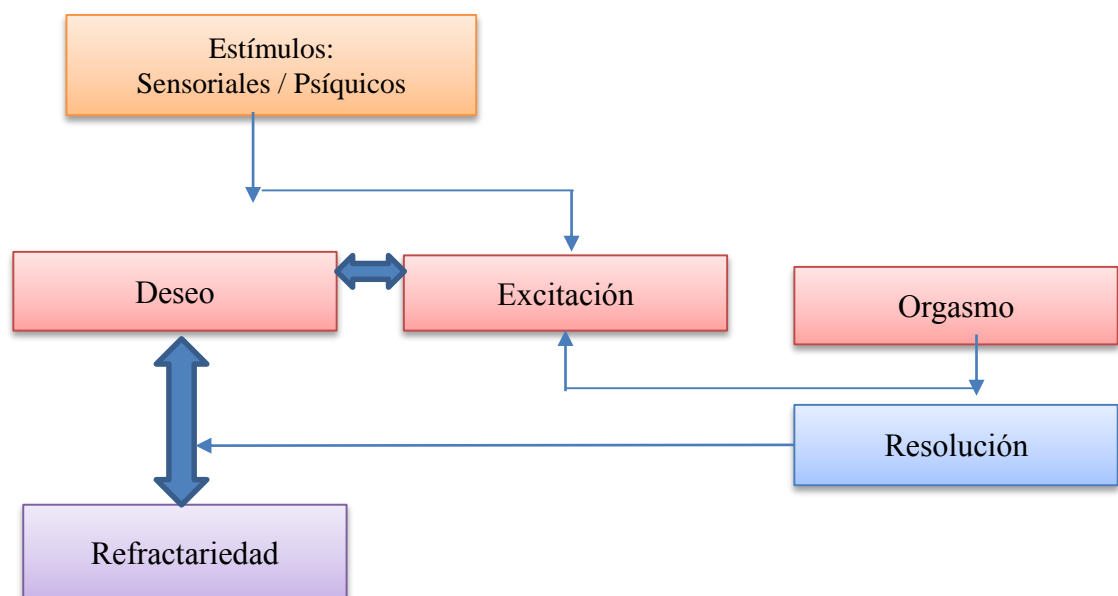 Estímulos:
Sensoriales / Psíquicos
Deseo
Excitación
Orgasmo
Resolución
Refractariedad